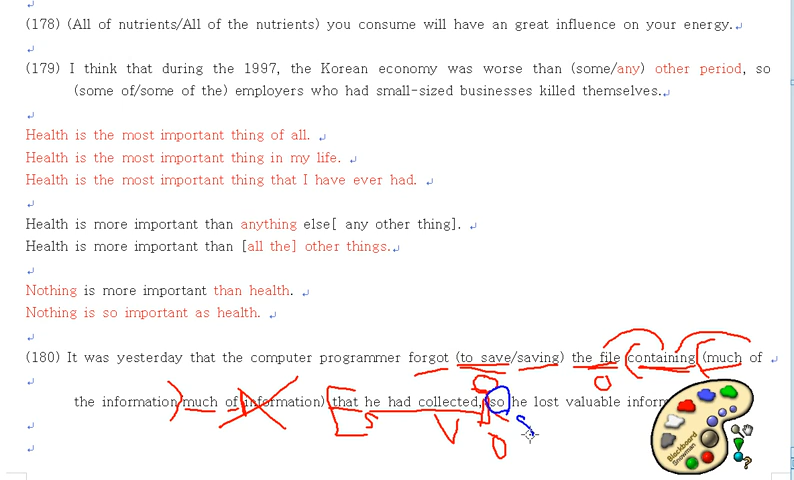 (178) (All of nutrients/All of the nutrients) you consume will have an great influence on your energy.
(179) I think that during the 1997, the Korean economy was worse than (some/any) other period, so
(some of/some of the) employers who had small-sized businesses killed themselves.
Health is the most important thing of all.
Health is the most important thing in my life.
Health is the most important thing that I have ever had.
Health is more important than anything else[ any other thing].
Health is more important than [all the] other things.
Nothing is more important than health.
Nothing is so important as health.
(180) It was yesterday that the computer programmer forgot (to save/saving) the file containing (much of
O
the information/much of information) that he had collected, so he lost valuable
S V O S
Blackboard Snowman